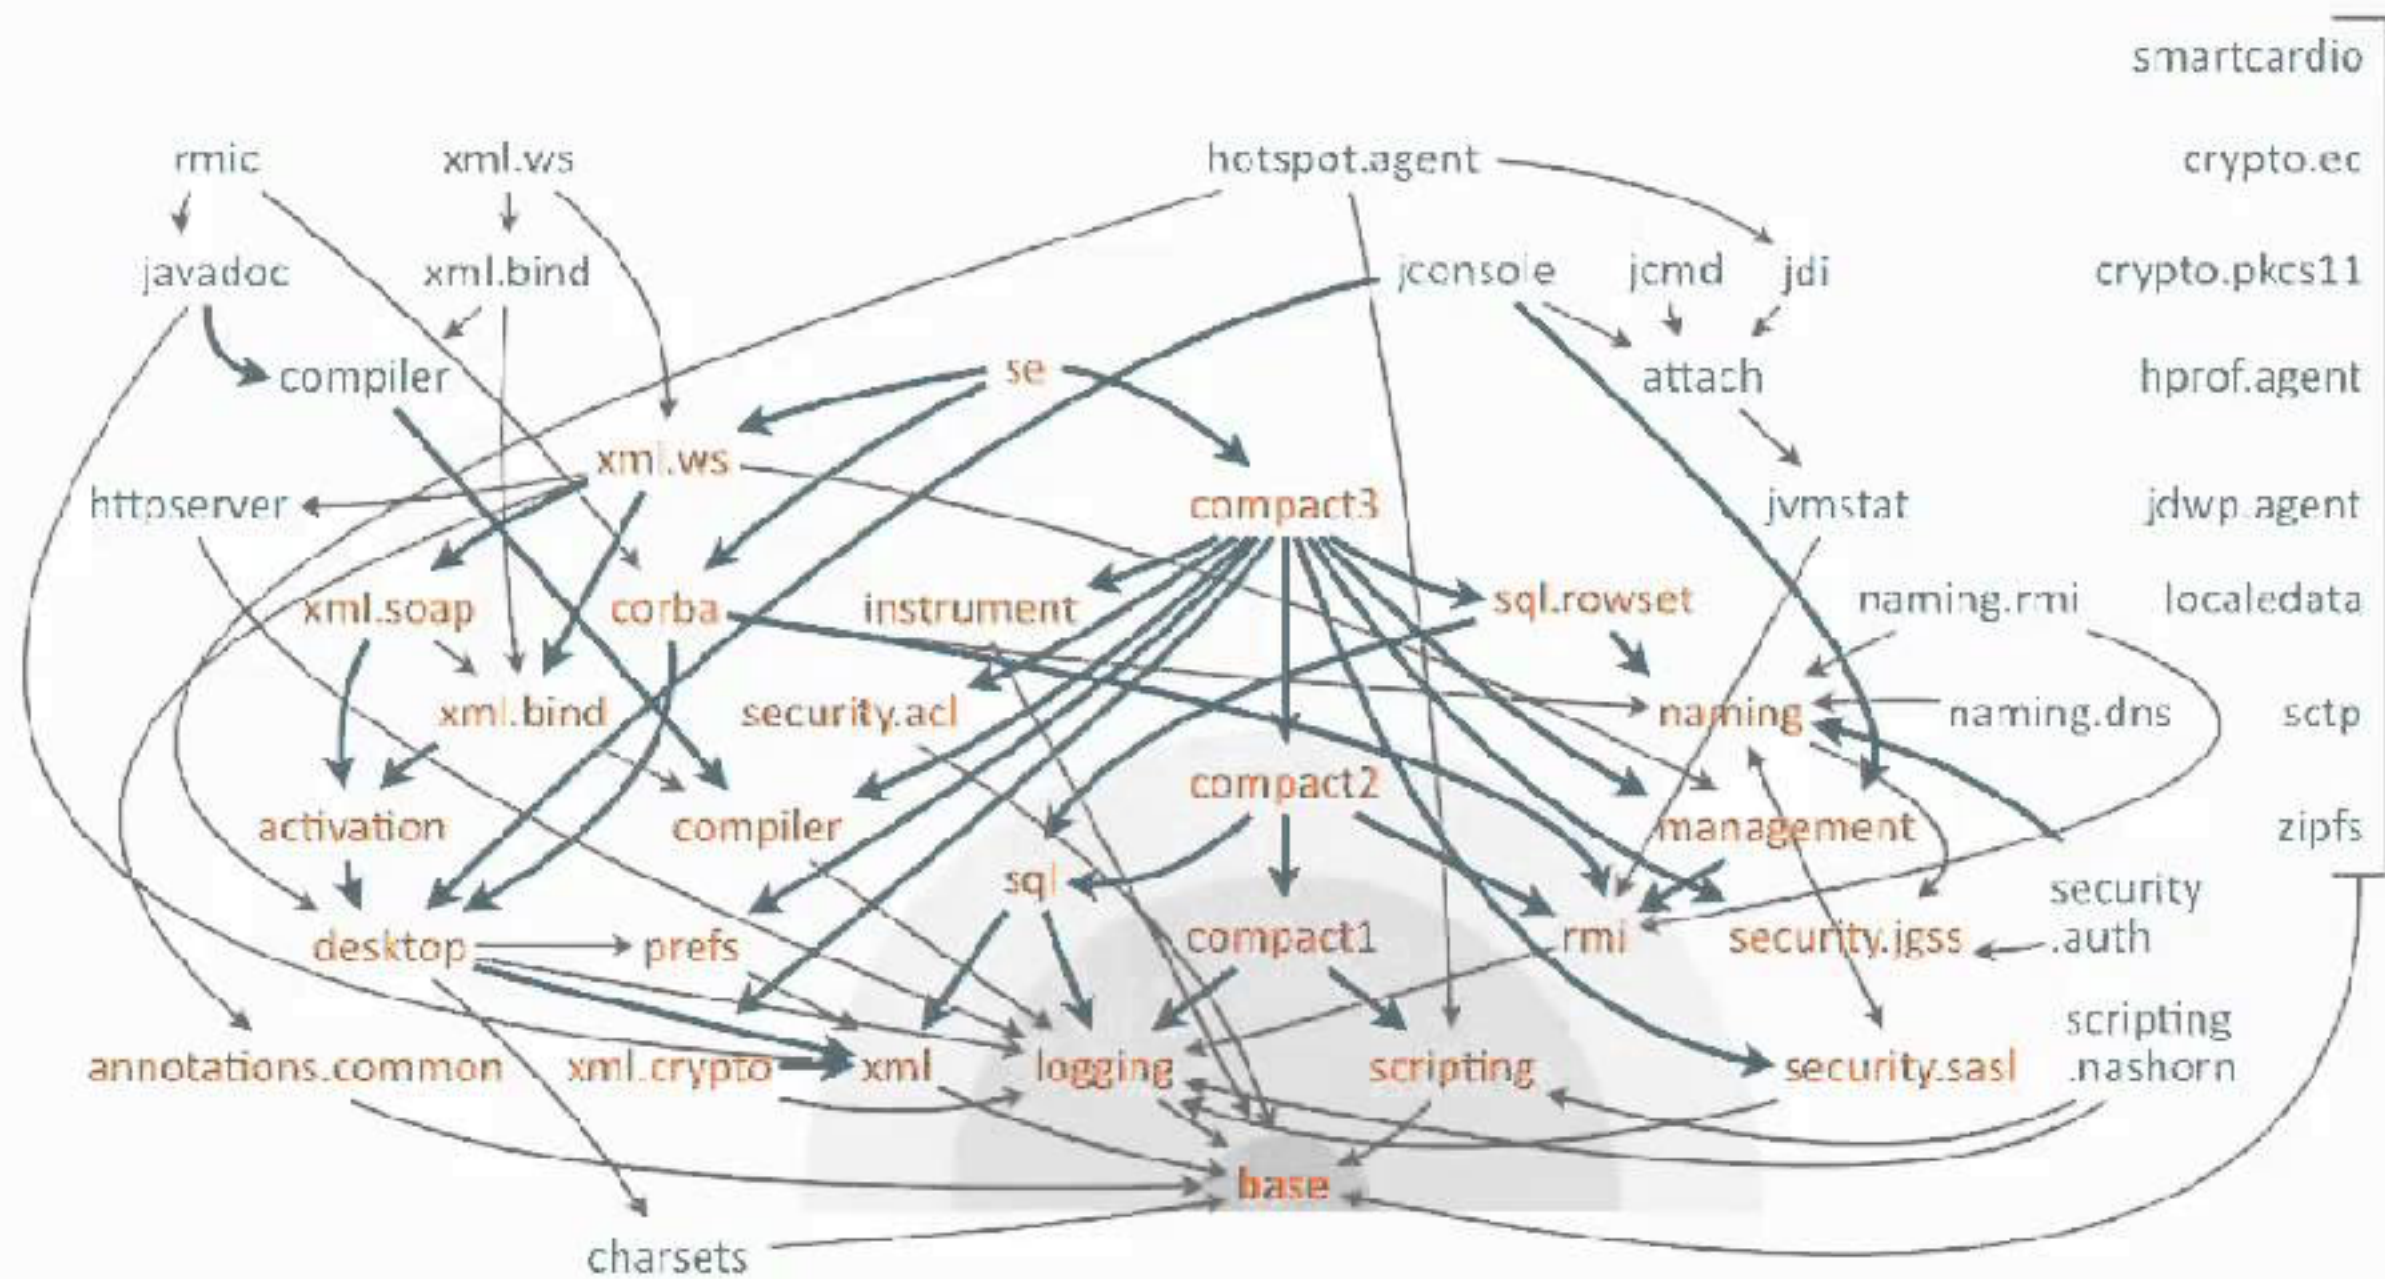 smartcardio
rmic
xml.ws
hotspot.agent
crypto.ec
javadoc
xml.bind
jconsole
jcmd
jdi
crypto.pkcs11
compiler
se
attach
hprof.agent
xml.ws
httpserver
compact3
jvmstat
jdwp.agent
xml.soap
corba
instrument
sql.rowset
naming.rmi
localedata
xml.bind
security.acl
naming
naming.dns
sctp
compact2
activation
compiler
management
zipfs
sql
security
.auth
desktop
prefs
compact1
rmi
security.jgss
scripting
.nashorn
annotations.common
xml.crypto
xml
logging
scripting
security.sasl
base
charsets